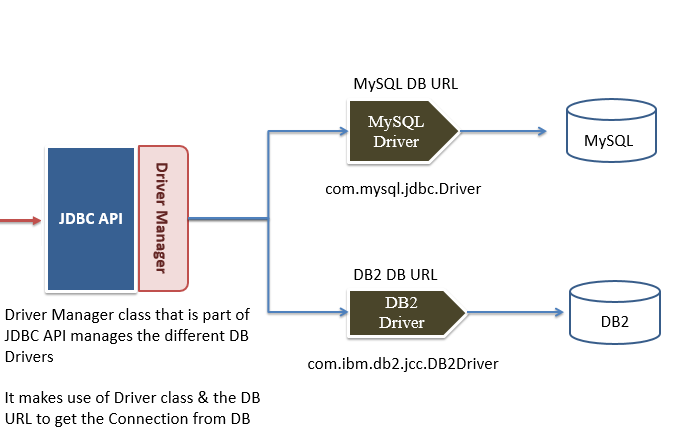 MySQL DB URL
MySQL
Driver
MySQL
com.mysql.jdbc.Driver
JDBC API
Driver Manager
DB2 DB URL
DB2
Driver
DB2
com.ibm.db2.jcc.DB2Driver
Driver Manager class that is part of
JDBC API manages the different DB
Drivers
It makes use of Driver class & the DB
URL to get the Connection from DB